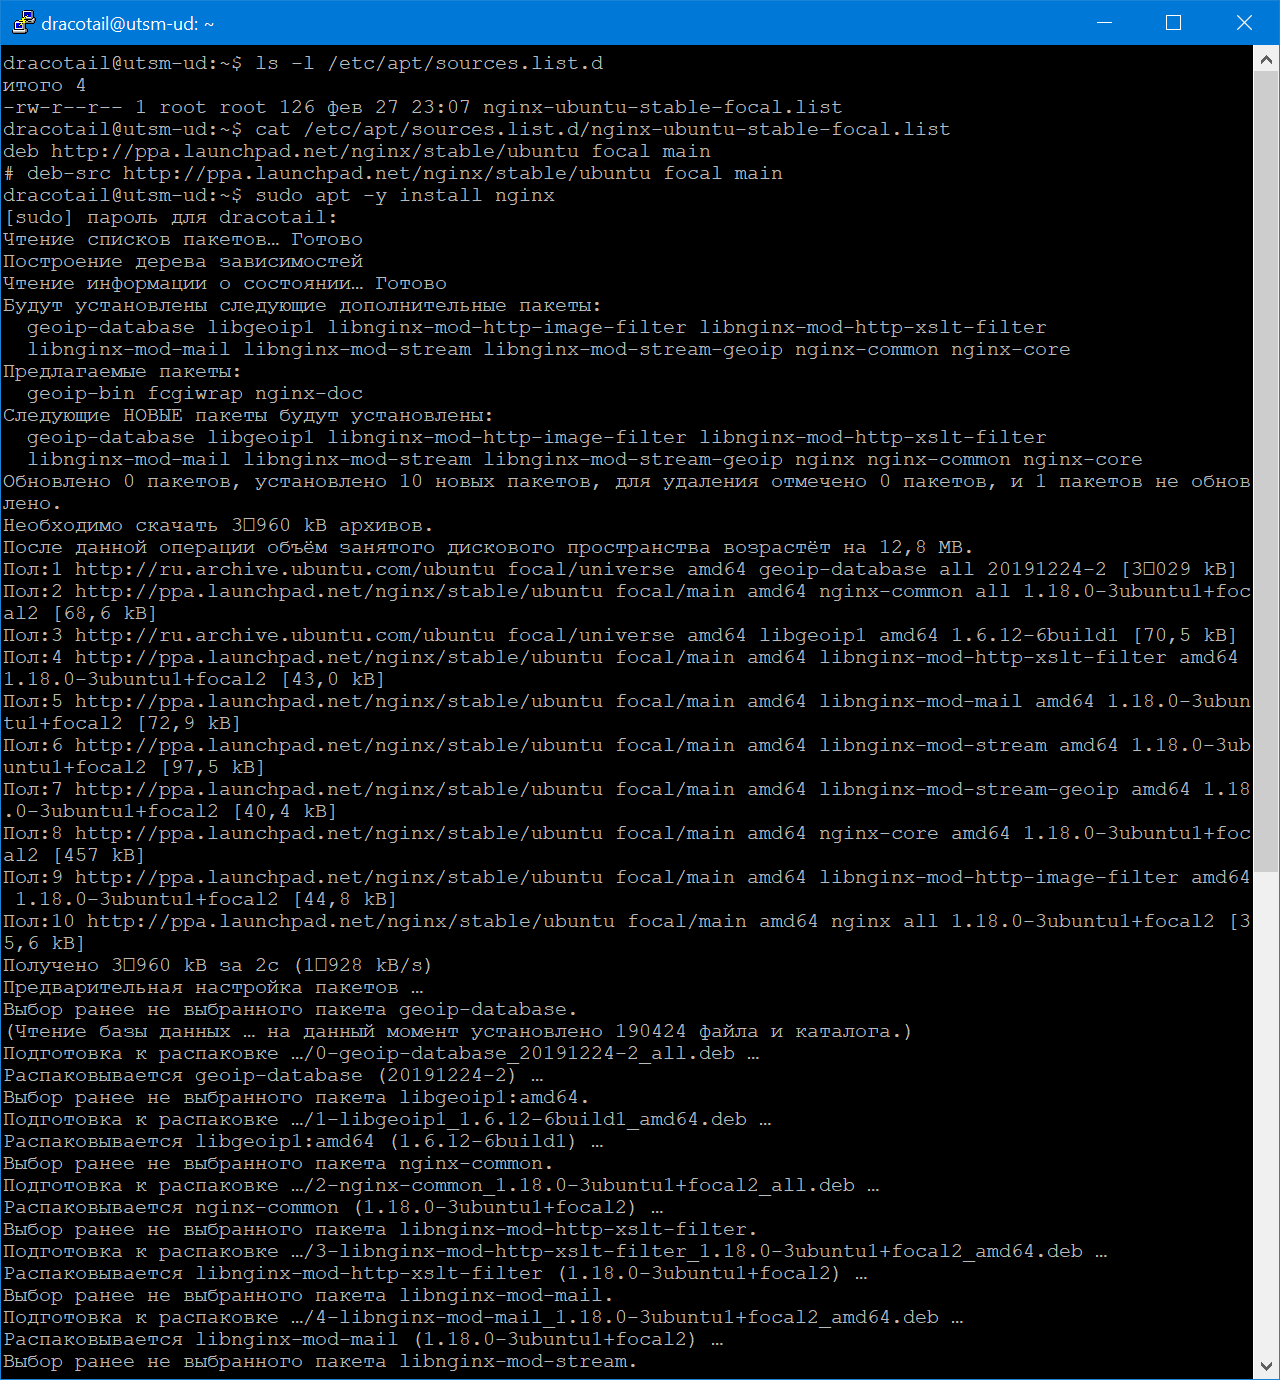 dracotail@utsm-ud: ~
dracotail@utsm-ud:~$ ls -l /etc/apt/sources.list.d
итого 4
-rw-r--r-- 1 root root 126 фев 27 23:07 nginx-ubuntu-stable-focal.list
dracotail@utsm-ud:~$ cat /etc/apt/sources.list.d/nginx-ubuntu-stable-focal.list
deb http://ppa.launchpad.net/nginx/stable/ubuntu focal main
# deb-src http://ppa.launchpad.net/nginx/stable/ubuntu focal main
dracotail@utsm-ud:~$ sudo apt -y install nginx
[sudo] пароль для dracotail:
Чтение списков пакетов… Готово
Построение дерева зависимостей
Чтение информации о состоянии… Готово
Будут установлены следующие дополнительные пакеты:
  geoip-database libgeoip1 libnginx-mod-http-image-filter libnginx-mod-http-xslt-filter
  libnginx-mod-mail libnginx-mod-stream libnginx-mod-stream-geoip nginx-common nginx-core
Предлагаемые пакеты:
  geoip-bin fcgiwrap nginx-doc
Следующие НОВЫЕ пакеты будут установлены:
  geoip-database libgeoip1 libnginx-mod-http-image-filter libnginx-mod-http-xslt-filter
  libnginx-mod-mail libnginx-mod-stream libnginx-mod-stream-geoip nginx nginx-common nginx-core
Обновлено 0 пакетов, установлено 10 новых пакетов, для удаления отмечено 0 пакетов, и 1 пакетов не обнов
лено.
Необходимо скачать 3□960 kB архивов.
После данной операции объём занятого дискового пространства возрастёт на 12,8 MB.
Пол:1 http://ru.archive.ubuntu.com/ubuntu focal/universe amd64 geoip-database all 20191224-2 [3□029 kB]
Пол:2 http://ppa.launchpad.net/nginx/stable/ubuntu focal/main amd64 nginx-common all 1.18.0-3ubuntu1+foc
al2 [68,6 kB]
Пол:3 http://ru.archive.ubuntu.com/ubuntu focal/universe amd64 libgeoip1 amd64 1.6.12-6build1 [70,5 kB]
Пол:4 http://ppa.launchpad.net/nginx/stable/ubuntu focal/main amd64 libnginx-mod-http-xslt-filter amd64
1.18.0-3ubuntu1+focal2 [43,0 kB]
Пол:5 http://ppa.launchpad.net/nginx/stable/ubuntu focal/main amd64 libnginx-mod-mail amd64 1.18.0-3ubun
tu1+focal2 [72,9 kB]
Пол:6 http://ppa.launchpad.net/nginx/stable/ubuntu focal/main amd64 libnginx-mod-stream amd64 1.18.0-3ub
untu1+focal2 [97,5 kB]
Пол:7 http://ppa.launchpad.net/nginx/stable/ubuntu focal/main amd64 libnginx-mod-stream-geoip amd64 1.18
.0-3ubuntu1+focal2 [40,4 kB]
Пол:8 http://ppa.launchpad.net/nginx/stable/ubuntu focal/main amd64 nginx-core amd64 1.18.0-3ubuntu1+foc
al2 [457 kB]
Пол:9 http://ppa.launchpad.net/nginx/stable/ubuntu focal/main amd64 libnginx-mod-http-image-filter amd64
 1.18.0-3ubuntu1+focal2 [44,8 kB]
Пол:10 http://ppa.launchpad.net/nginx/stable/ubuntu focal/main amd64 nginx all 1.18.0-3ubuntu1+focal2 [3
5,6 kB]
Получено 3□960 kB за 2с (1□928 kB/s)
Предварительная настройка пакетов …
Выбор ранее не выбранного пакета geoip-database.
(Чтение базы данных … на данный момент установлено 190424 файла и каталога.)
Подготовка к распаковке …/0-geoip-database_20191224-2_all.deb …
Распаковывается geoip-database (20191224-2) …
Выбор ранее не выбранного пакета libgeoip1:amd64.
Подготовка к распаковке …/1-libgeoip1_1.6.12-6build1_amd64.deb …
Распаковывается libgeoip1:amd64 (1.6.12-6build1) …
Выбор ранее не выбранного пакета nginx-common.
Подготовка к распаковке …/2-nginx-common_1.18.0-3ubuntu1+focal2_all.deb …
Распаковывается nginx-common (1.18.0-3ubuntu1+focal2) …
Выбор ранее не выбранного пакета libnginx-mod-http-xslt-filter.
Подготовка к распаковке …/3-libnginx-mod-http-xslt-filter_1.18.0-3ubuntu1+focal2_amd64.deb …
Распаковывается libnginx-mod-http-xslt-filter (1.18.0-3ubuntu1+focal2) …
Выбор ранее не выбранного пакета libnginx-mod-mail.
Подготовка к распаковке …/4-libnginx-mod-mail_1.18.0-3ubuntu1+focal2_amd64.deb …
Распаковывается libnginx-mod-mail (1.18.0-3ubuntu1+focal2) …
Выбор ранее не выбранного пакета libnginx-mod-stream.